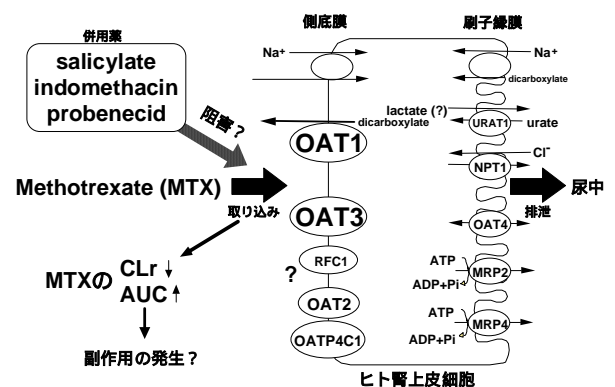 併用薬
salicylate
indomethacin
probenecid
阻害?
Methotrexate (MTX)
取り込み
MTXの
CLr ↓
AUC ↑
副作用の発生?
側底膜
刷子縁膜
Na+
dicarboxylate
OAT1
OAT3
?
RFC1
OAT2
OATP4C1
Na+
dicarboxylate
lactate (?)
URAT1
urate
Cl-
NPT1
尿中
排泄
OAT4
ATP
MRP2
ADP+Pi
ATP
MRP4
ADP+Pi
ヒト腎上皮細胞